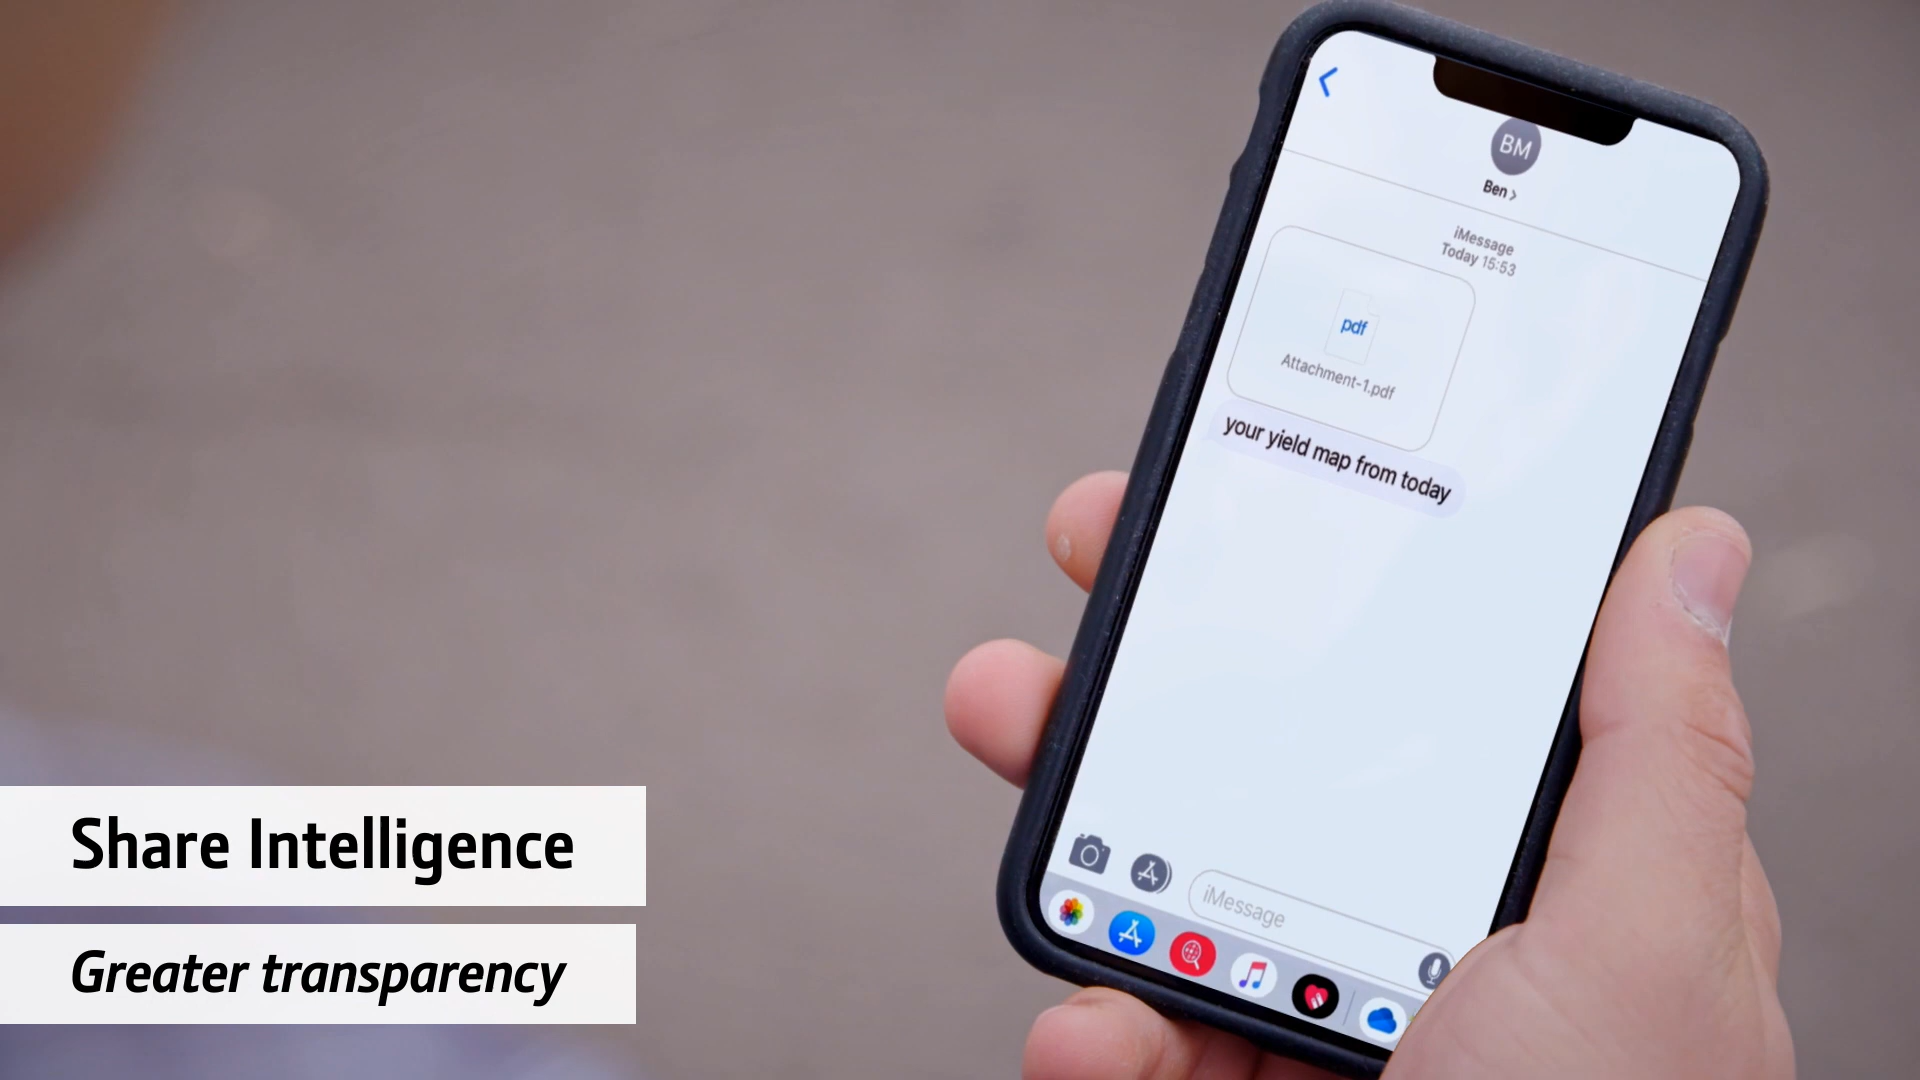 BM
Ben >
iMessage
Today 15:53
pdf
Attachment-1.pdf
your yield map from today
iMessage
Share Intelligence
Greater transparency